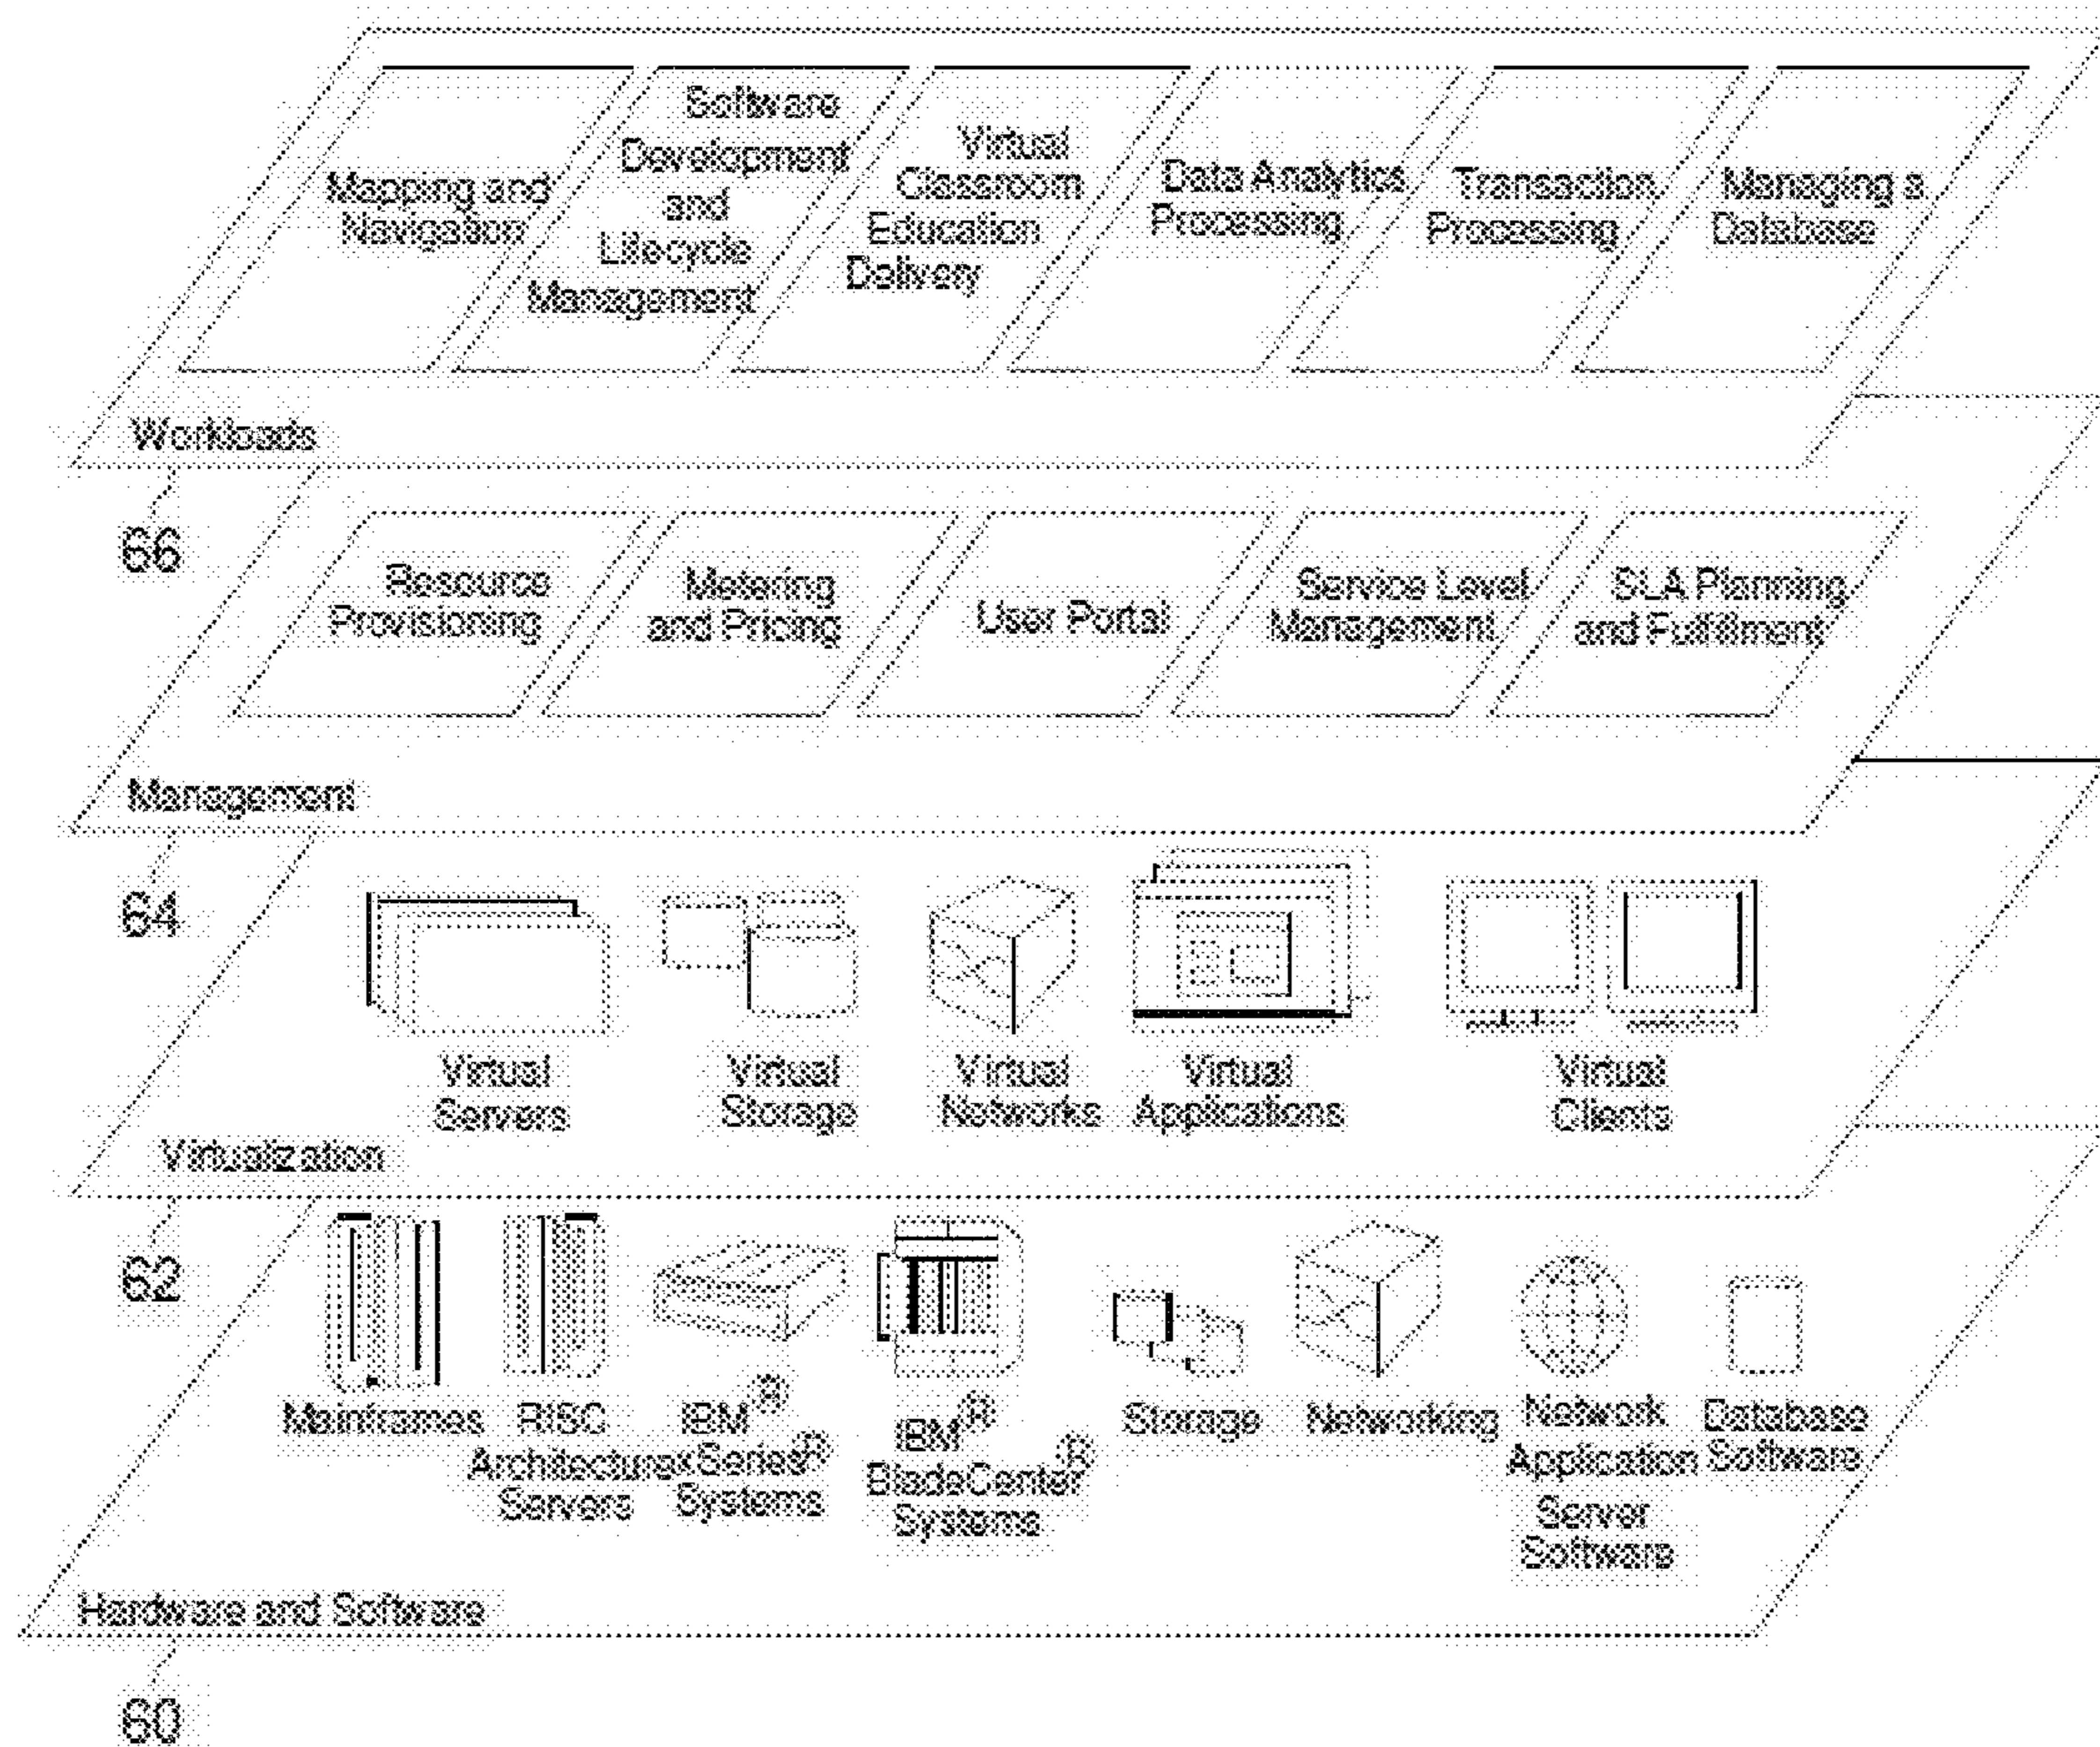 Mapping and
Navigation
Software
Development
and
Lifecycle
Management
Virtual
Classroom
Education
Delivery
Data Analytics
Processing
Transaction
Processing
Managing a
Database
Workloads
66
Resource
Provisioning
Metering
and Pricing
User Portal
Service Level
Management
SLA Planning
and Fulfillment
Management
64
Virtual
Servers
Virtual
Storage
Virtual
Networks
Virtual
Applications
Virtual
Clients
Virtualization
62
Mainframes
RISC
Architecture
Servers
IBM®
xSeries®
Systems
IBM®
BladeCenter®
Systems
Storage
Networking
Network
Application
Server
Software
Database
Software
Hardware and Software
60